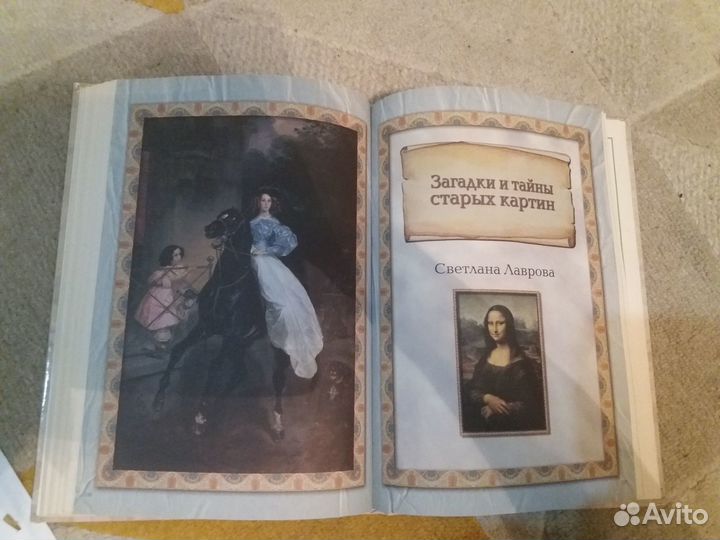 Загадки и тайны
старых картин
Светлана Лаврова
Avito